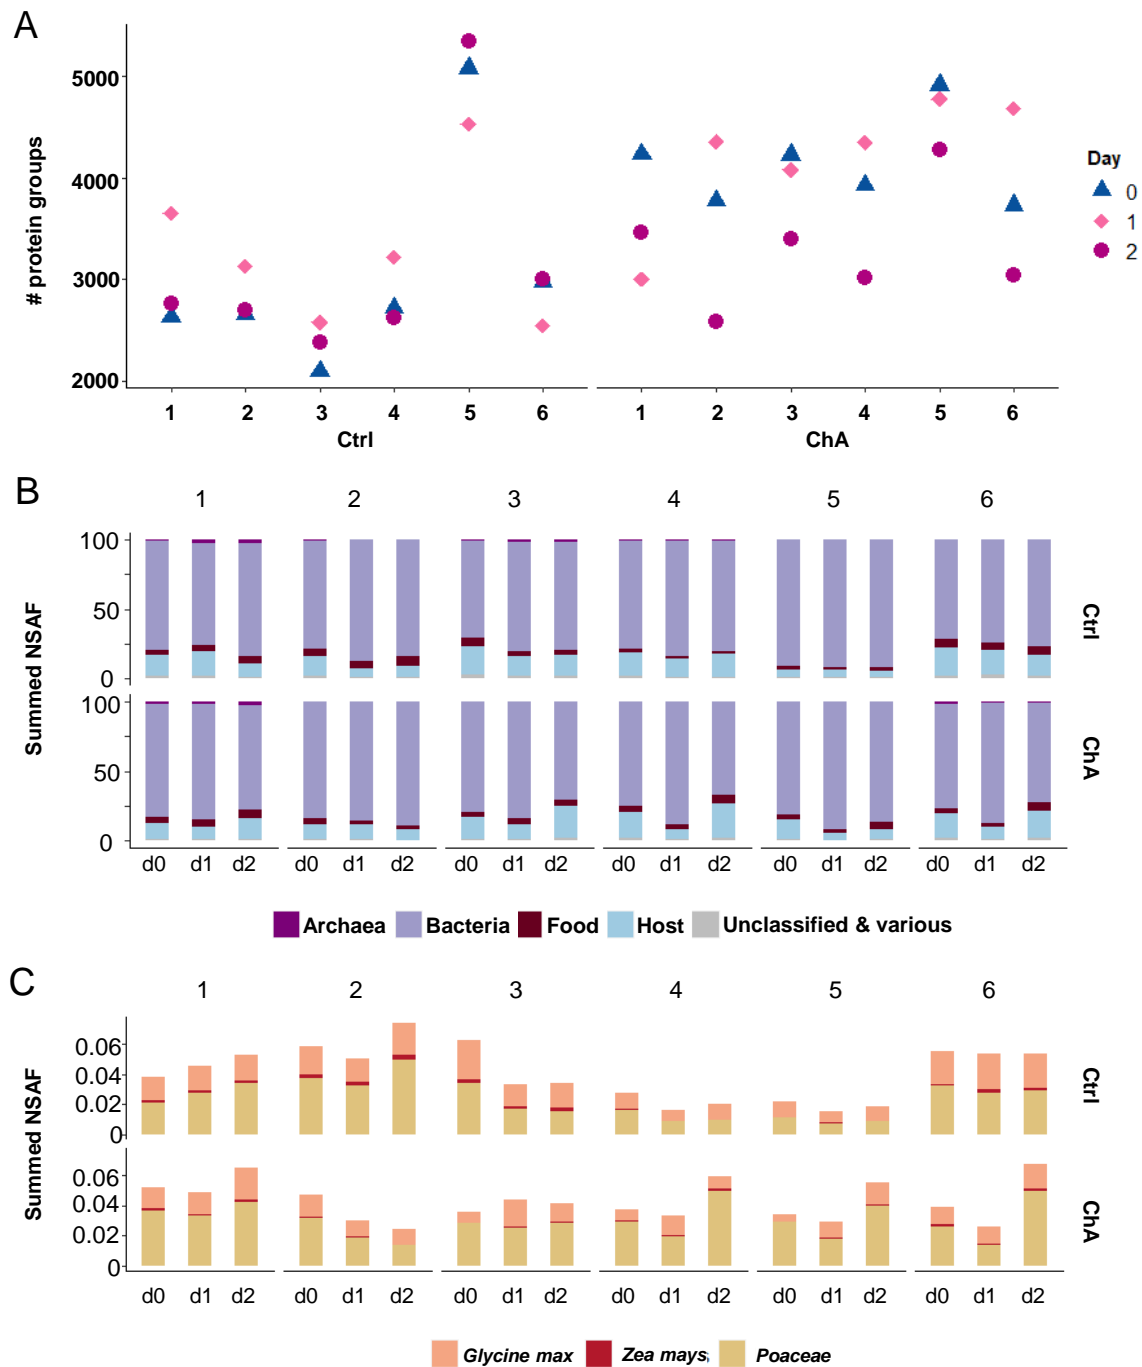 A
# protein groups
5000
4000
3000
2000
1 2 3 4 5 6 1 2 3 4 5 6
Ctrl ChA
Day
0
1
2
B
1 2 3 4 5 6
Summed NSAF
100
50
0
Ctrl
100
50
0
ChA
d0 d1 d2 d0 d1 d2 d0 d1 d2 d0 d1 d2 d0 d1 d2 d0 d1 d2
Archaea Bacteria Food Host Unclassified & various
C
1 2 3 4 5 6
Summed NSAF
0.06
0.04
0.02
0
Ctrl
0.06
0.04
0.02
0
ChA
d0 d1 d2 d0 d1 d2 d0 d1 d2 d0 d1 d2 d0 d1 d2 d0 d1 d2
Glycine max Zea mays, Poaceae